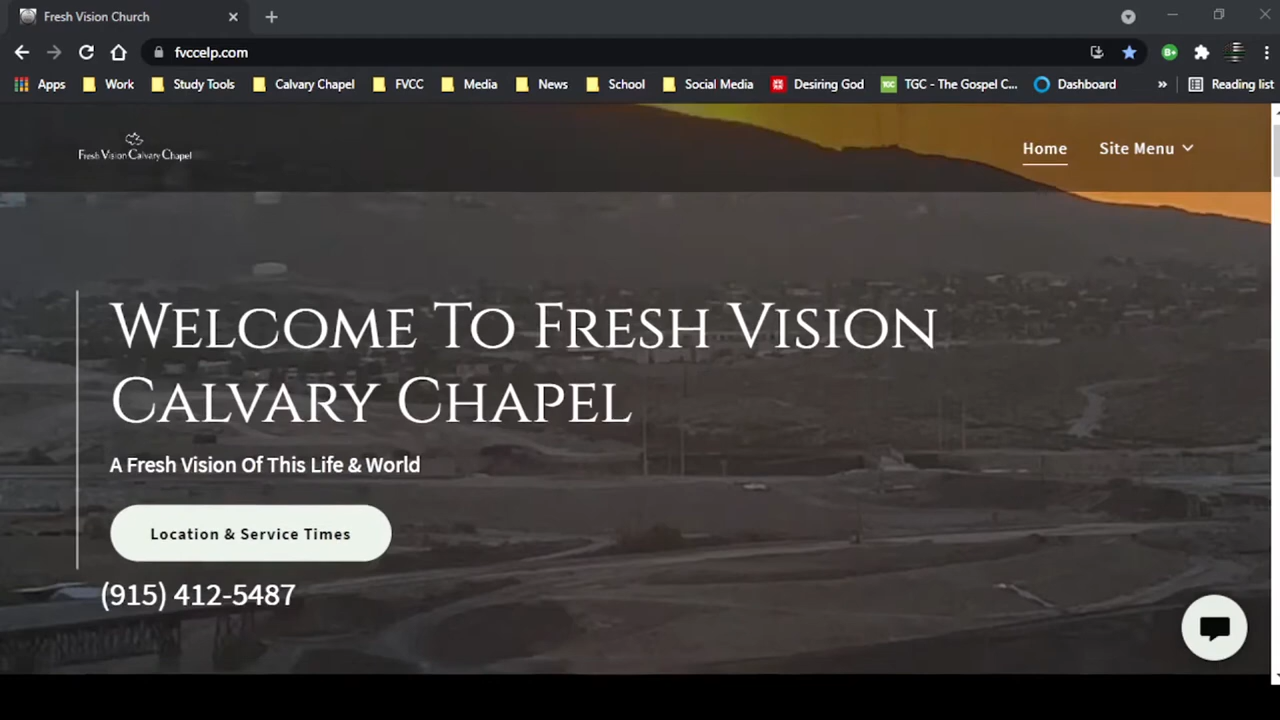 Fresh Vision Church
fvccelp.com
Apps Work Study Tools Calvary Chapel FVCC Media News School Social Media Desiring God TGC TGC - The Gospel C... Dashboard » Reading list
Fresh Vision Calvary Chapel
Home Site Menu
WELCOME TO FRESH VISION
CALVARY CHAPEL
A Fresh Vision Of This Life & World
Location & Service Times
(915) 412-5487